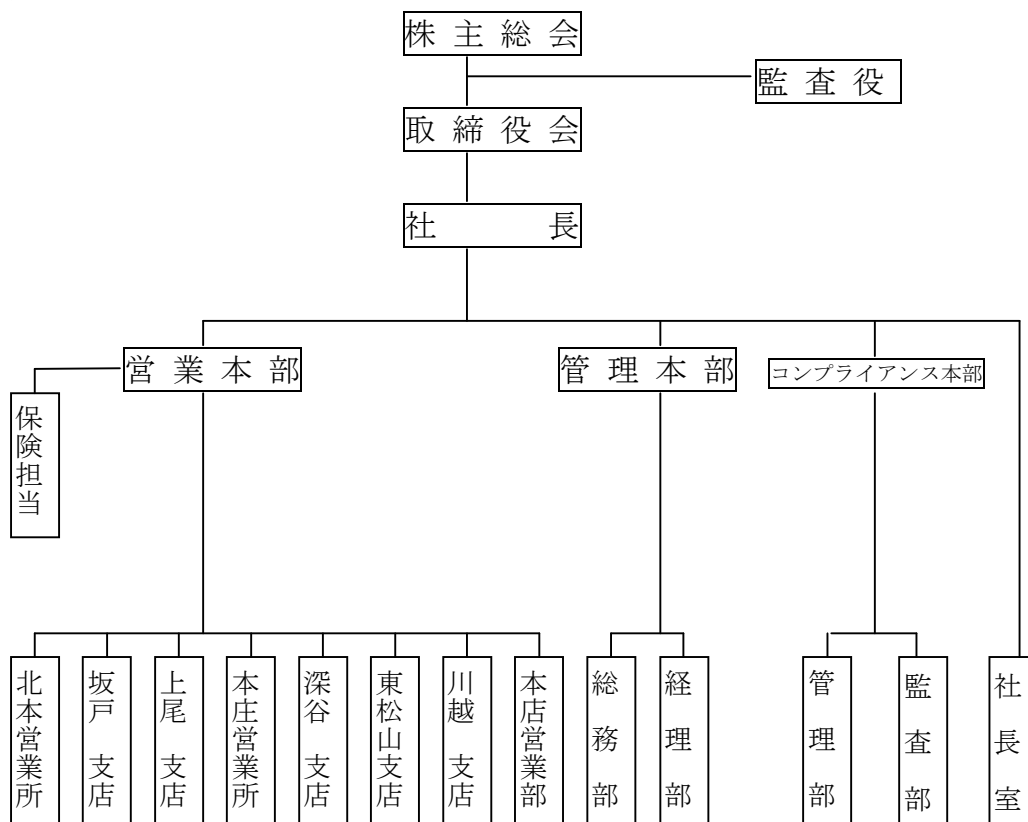 株主総会
監査役
取締役会
社長
営業本部
管理本部
コンプライアンス本部
保険担当
北本営業所
坂戸 支店
上尾 支店
本庄営業所
深谷 支店
東松山支店
川越 支店
本店営業部
総務部
経理部
管理部
監査部
社長室